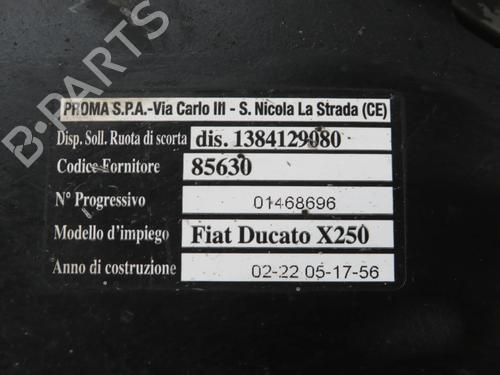 PROMA S.P.A.-Via Carlo III - S. Nicola La Strada (CE)
Disp. Soll. Ruota di scorta dis. 1384129080
Codice Fornitore 85630
Nº Progressivo 01468696
Modello d'impiego Fiat Ducato X250
Anno di costruzione 02-22 05-17-56
B-PARTS